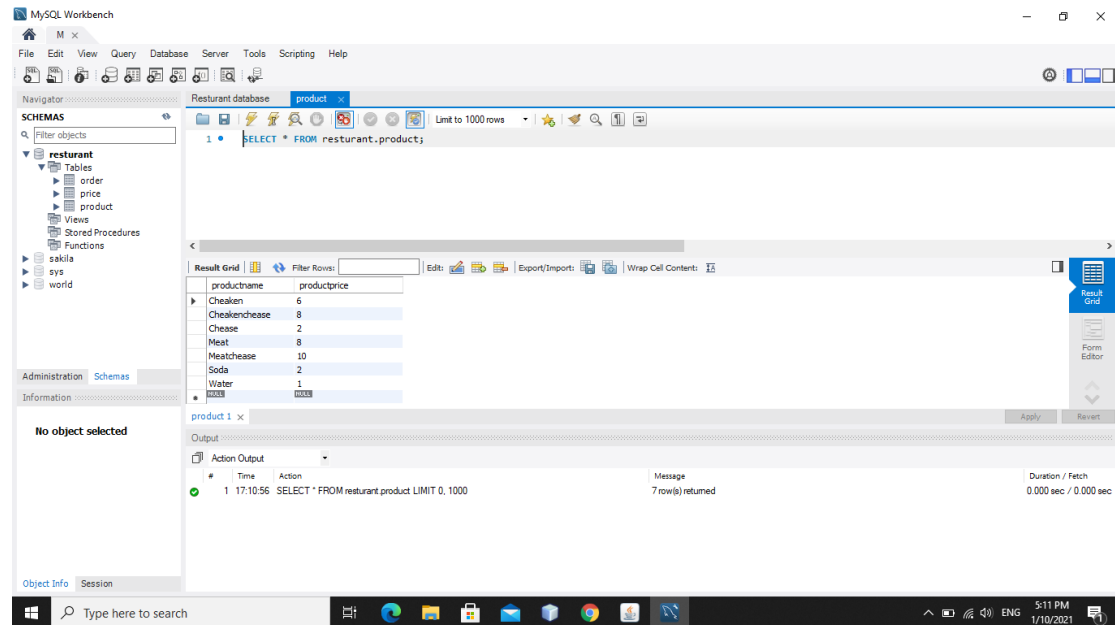 MySQL Workbench
M ×
File Edit View Query Database Server Tools Scripting Help
Navigator
SCHEMAS
Filter objects
resturant
Tables
order
price
product
Views
Stored Procedures
Functions
sakila
sys
world
Administration Schemas
Information
No object selected
Object Info Session
Resturant database product ×
Limit to 1000 rows
1 SELECT * FROM resturant.product;
Result Grid Filter Rows: Edit: Export/Import: Wrap Cell Content:
productname productprice
Cheaken 6
Cheakenchease 8
Chease 2
Meat 8
Meatchease 10
Soda 2
Water 1
NULL NULL
Result Grid
Form Editor
product 1 ×
Apply Revert
Output
Action Output
# Time Action Message Duration / Fetch
1 17:10:56 SELECT * FROM resturant.product LIMIT 0, 1000 7 row(s) returned 0.000 sec / 0.000 sec
Type here to search
ENG
5:11 PM
1/10/2021